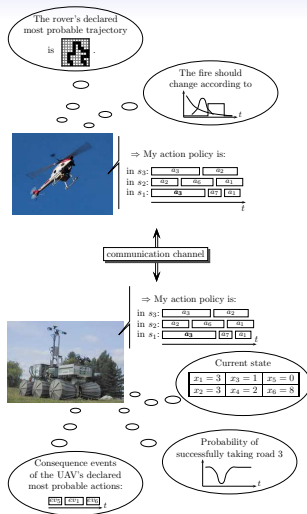 The rover's declared
most probable trajectory
is .
The fire should
change according to
t
⇒ My action policy is:
in s₃: a₃ a₂
in s₂: a₂ a₆ a₁
in s₁: a₃ a₇ a₁
t
communication channel
⇒ My action policy is:
in s₃: a₃ a₂
in s₂: a₂ a₆ a₁
in s₁: a₃ a₇ a₁
t
Current state
x₁ = 3 x₃ = 1 x₅ = 0
x₂ = 3 x₄ = 2 x₆ = 8
Probability of
successfully taking road 3
t
Consequence events
of the UAV's declared
most probable actions:
ev₅ ev₁ ev₆
t